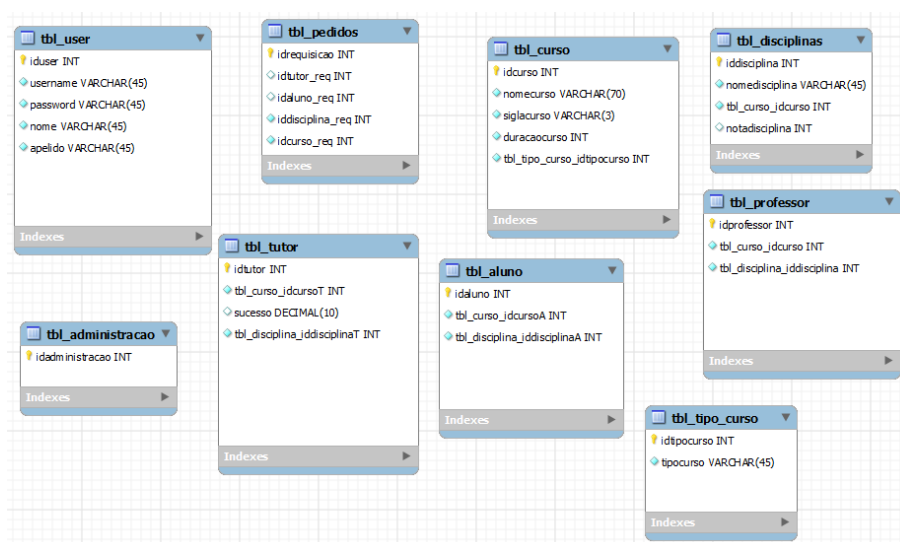 tbl_user
iduser INT
username VARCHAR(45)
password VARCHAR(45)
nome VARCHAR(45)
apelido VARCHAR(45)
Indexes
tbl_pedidos
idrequisicao INT
idtutor_req INT
idaluno_req INT
iddisciplina_req INT
idcurso_req INT
Indexes
tbl_curso
idcurso INT
nomecurso VARCHAR(70)
siglacurso VARCHAR(3)
duracaocurso INT
tbl_tipo_curso_idtipocurso INT
Indexes
tbl_disciplinas
iddisciplina INT
nomedisciplina VARCHAR(45)
tbl_curso_idcurso INT
notadisciplina INT
Indexes
tbl_professor
idprofessor INT
tbl_curso_idcurso INT
tbl_disciplina_iddisciplina INT
Indexes
tbl_tutor
idtutor INT
tbl_curso_idcursoT INT
sucesso DECIMAL(10)
tbl_disciplina_iddisciplinaT INT
Indexes
tbl_aluno
idaluno INT
tbl_curso_idcursoA INT
tbl_disciplina_iddisciplinaA INT
Indexes
tbl_administracao
idadministracao INT
Indexes
tbl_tipo_curso
idtipocurso INT
tipocurso VARCHAR(45)
Indexes